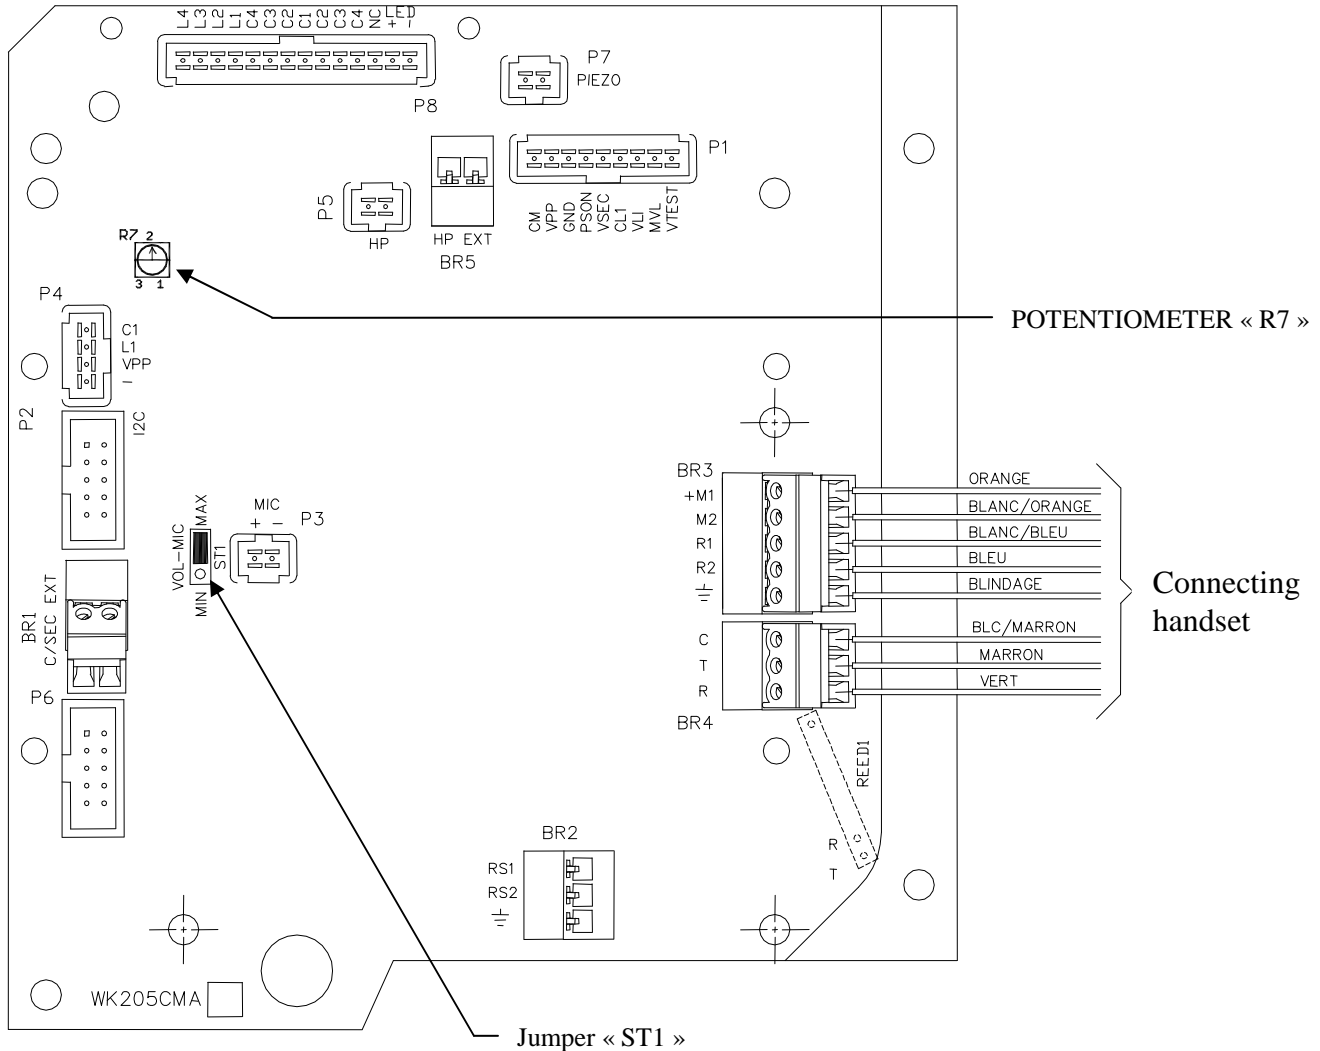 L4 L3 L2 L1 C4 C3 C2 C1 C2 C3 C4 NC LED + -
P8
P7
PIEZO
P1
CM VPP GND PSON VSEC CL1 VLI MVL VTEST
P5
HP
HP EXT
BR5
R7 2
3 1
POTENTIOMETER « R7 »
P4
C1
L1
VPP
-
P2
I2C
VOL-MIC
MIN MAX
ST1
MIC
+ -
P3
BR3
+M1
M2
R1
R2
ORANGE
BLANC/ORANGE
BLANC/BLEU
BLEU
BLINDAGE
Connecting
handset
C
T
R
BR4
BLC/MARRON
MARRON
VERT
BR1
C/SEC EXT
P6
REED1
R
T
BR2
RS1
RS2
WK205CMA
Jumper « ST1 »